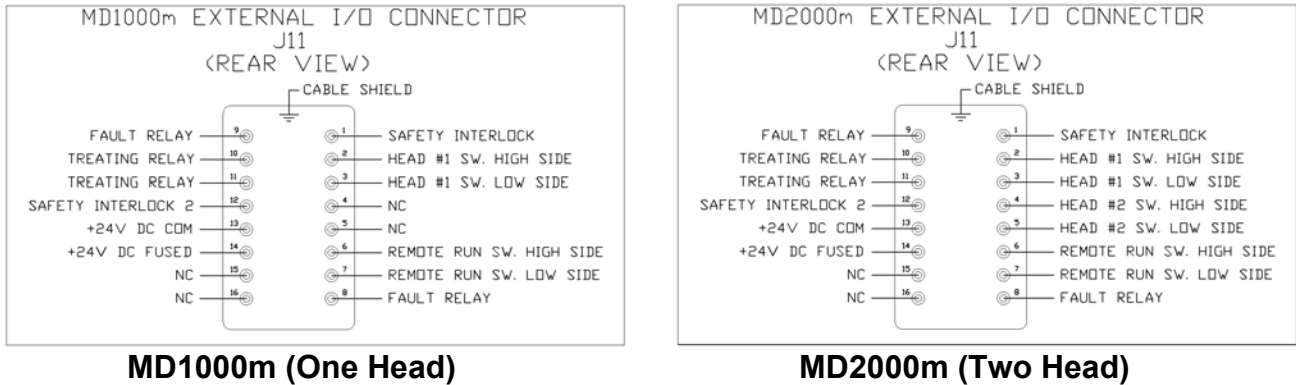 MD1000m EXTERNAL I/O CONNECTOR
J11
(REAR VIEW)
CABLE SHIELD
FAULT RELAY 9 1 SAFETY INTERLOCK
TREATING RELAY 10 2 HEAD #1 SW. HIGH SIDE
TREATING RELAY 11 3 HEAD #1 SW. LOW SIDE
SAFETY INTERLOCK 2 12 4 NC
+24V DC COM 13 5 NC
+24V DC FUSED 14 6 REMOTE RUN SW. HIGH SIDE
NC 15 7 REMOTE RUN SW. LOW SIDE
NC 16 8 FAULT RELAY
MD1000m (One Head)
MD2000m EXTERNAL I/O CONNECTOR
J11
(REAR VIEW)
CABLE SHIELD
FAULT RELAY 9 1 SAFETY INTERLOCK
TREATING RELAY 10 2 HEAD #1 SW. HIGH SIDE
TREATING RELAY 11 3 HEAD #1 SW. LOW SIDE
SAFETY INTERLOCK 2 12 4 HEAD #2 SW. HIGH SIDE
+24V DC COM 13 5 HEAD #2 SW. LOW SIDE
+24V DC FUSED 14 6 REMOTE RUN SW. HIGH SIDE
NC 15 7 REMOTE RUN SW. LOW SIDE
NC 16 8 FAULT RELAY
MD2000m (Two Head)